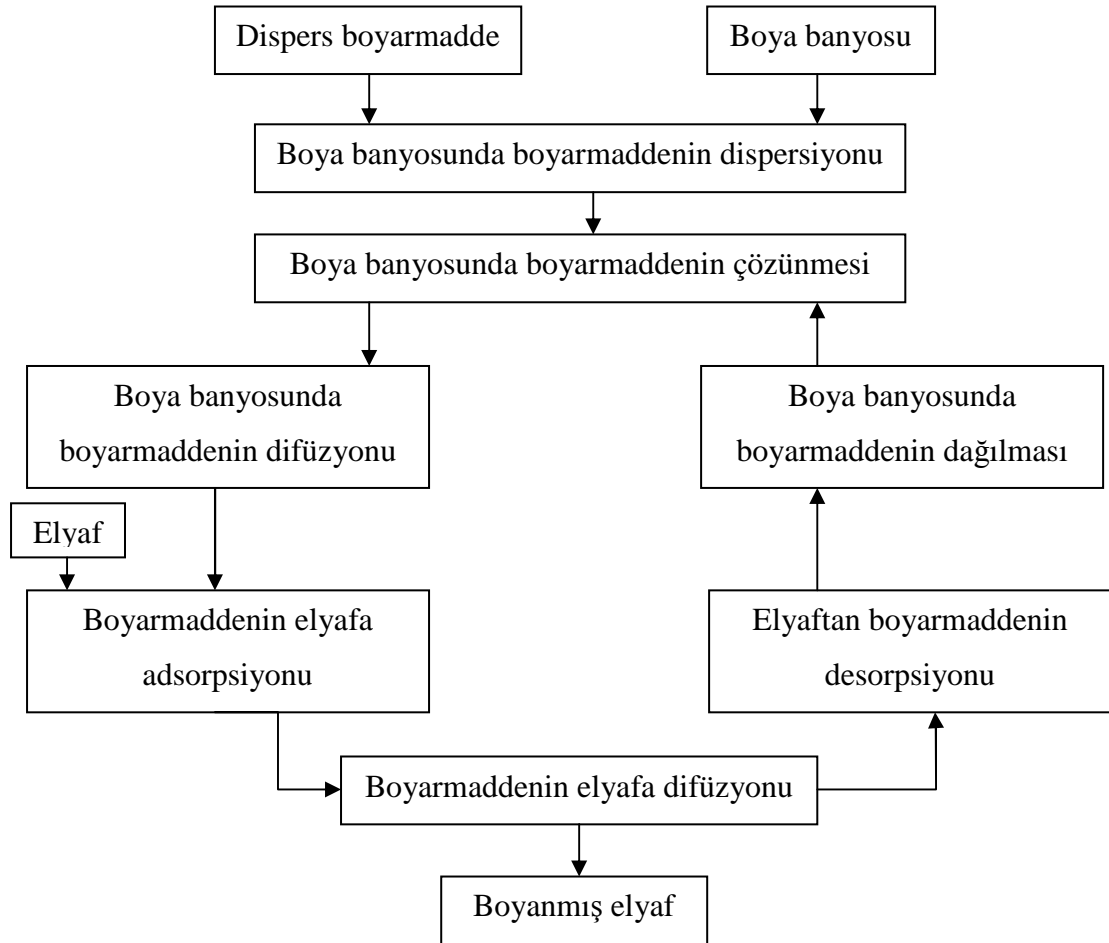 Dispers boyarmadde
Boya banyosu
Boya banyosunda boyarmaddenin dispersiyonu
Boya banyosunda boyarmaddenin çözünmesi
Boya banyosunda
boyarmaddenin difüzyonu
Boya banyosunda
boyarmaddenin dağılması
Elyaf
Boyarmaddenin elyafa
adsorpsiyonu
Elyaftan boyarmaddenin
desorpsiyonu
Boyarmaddenin elyafa difüzyonu
Boyanmış elyaf